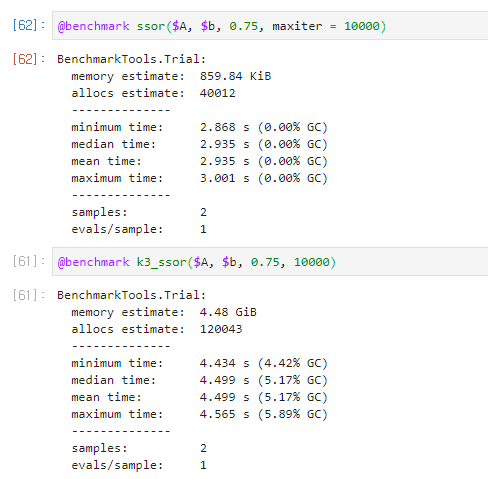 [62]: @benchmark ssor($A, $b, 0.75, maxiter = 10000)
[62]: BenchmarkTools.Trial:
memory estimate:  859.84 KiB
allocs estimate:  40012
--------------
minimum time:     2.868 s (0.00% GC)
median time:      2.935 s (0.00% GC)
mean time:        2.935 s (0.00% GC)
maximum time:     3.001 s (0.00% GC)
--------------
samples:          2
evals/sample:     1
[61]: @benchmark k3_ssor($A, $b, 0.75, 10000)
[61]: BenchmarkTools.Trial:
memory estimate:  4.48 GiB
allocs estimate:  120043
--------------
minimum time:     4.434 s (4.42% GC)
median time:      4.499 s (5.17% GC)
mean time:        4.499 s (5.17% GC)
maximum time:     4.565 s (5.89% GC)
--------------
samples:          2
evals/sample:     1